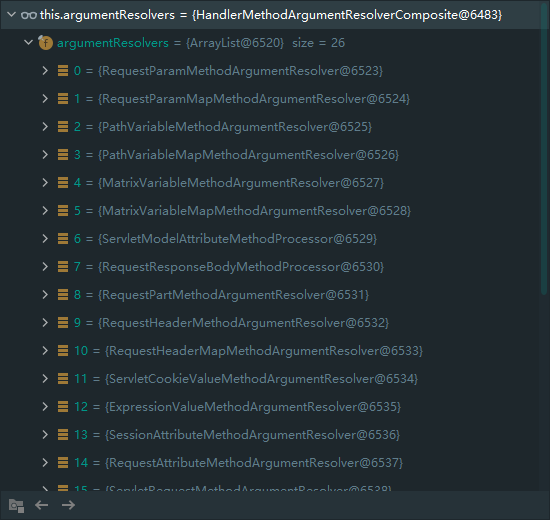 this.argumentResolvers = {HandlerMethodArgumentResolverComposite@6483}
f argumentResolvers = {ArrayList@6520} size = 26
0 = {RequestParamMethodArgumentResolver@6523}
1 = {RequestParamMapMethodArgumentResolver@6524}
2 = {PathVariableMethodArgumentResolver@6525}
3 = {PathVariableMapMethodArgumentResolver@6526}
4 = {MatrixVariableMethodArgumentResolver@6527}
5 = {MatrixVariableMapMethodArgumentResolver@6528}
6 = {ServletModelAttributeMethodProcessor@6529}
7 = {RequestResponseBodyMethodProcessor@6530}
8 = {RequestPartMethodArgumentResolver@6531}
9 = {RequestHeaderMethodArgumentResolver@6532}
10 = {RequestHeaderMapMethodArgumentResolver@6533}
11 = {ServletCookieValueMethodArgumentResolver@6534}
12 = {ExpressionValueMethodArgumentResolver@6535}
13 = {SessionAttributeMethodArgumentResolver@6536}
14 = {RequestAttributeMethodArgumentResolver@6537}
15 = {ServletRequestMethodArgumentResolver@6538}